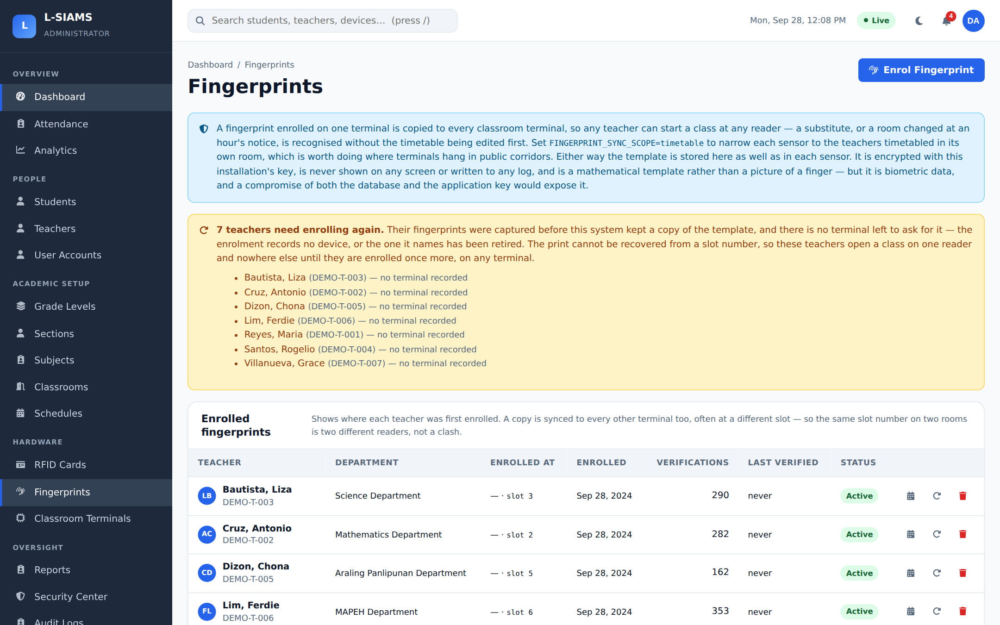 L
L-SIAMS
ADMINISTRATOR
OVERVIEW
Dashboard
Attendance
Analytics
PEOPLE
Students
Teachers
User Accounts
ACADEMIC SETUP
Grade Levels
Sections
Subjects
Classrooms
Schedules
HARDWARE
RFID Cards
Fingerprints
Classroom Terminals
OVERSIGHT
Reports
Security Center
Audit Logs
Search students, teachers, devices... (press /)
Mon, Sep 28, 12:08 PM
Live
4
DA
Dashboard / Fingerprints
Fingerprints
Enrol Fingerprint
A fingerprint enrolled on one terminal is copied to every classroom terminal, so any teacher can start a class at any reader — a substitute, or a room changed at an
hour's notice, is recognised without the timetable being edited first. Set FINGERPRINT_SYNC_SCOPE=timetable to narrow each sensor to the teachers timetabled in its
own room, which is worth doing where terminals hang in public corridors. Either way the template is stored here as well as in each sensor. It is encrypted with this
installation's key, is never shown on any screen or written to any log, and is a mathematical template rather than a picture of a finger — but it is biometric data,
and a compromise of both the database and the application key would expose it.
7 teachers need enrolling again. Their fingerprints were captured before this system kept a copy of the template, and there is no terminal left to ask for it — the
enrolment records no device, or the one it names has been retired. The print cannot be recovered from a slot number, so these teachers open a class on one reader
and nowhere else until they are enrolled once more, on any terminal.
• Bautista, Liza (DEMO-T-003) — no terminal recorded
• Cruz, Antonio (DEMO-T-002) — no terminal recorded
• Dizon, Chona (DEMO-T-005) — no terminal recorded
• Lim, Ferdie (DEMO-T-006) — no terminal recorded
• Reyes, Maria (DEMO-T-001) — no terminal recorded
• Santos, Rogelio (DEMO-T-004) — no terminal recorded
• Villanueva, Grace (DEMO-T-007) — no terminal recorded
Enrolled
fingerprints
Shows where each teacher was first enrolled. A copy is synced to every other terminal too, often at a different slot — so the same slot number on two rooms
is two different readers, not a clash.
TEACHER DEPARTMENT ENROLLED AT ENROLLED VERIFICATIONS LAST VERIFIED STATUS
LB Bautista, Liza
DEMO-T-003
Science Department — · slot 3 Sep 28, 2024 290 never Active
AC Cruz, Antonio
DEMO-T-002
Mathematics Department — · slot 2 Sep 28, 2024 282 never Active
CD Dizon, Chona
DEMO-T-005
Araling Panlipunan Department — · slot 5 Sep 28, 2024 162 never Active
FL Lim, Ferdie
DEMO-T-006
MAPEH Department — · slot 6 Sep 28, 2024 353 never Active